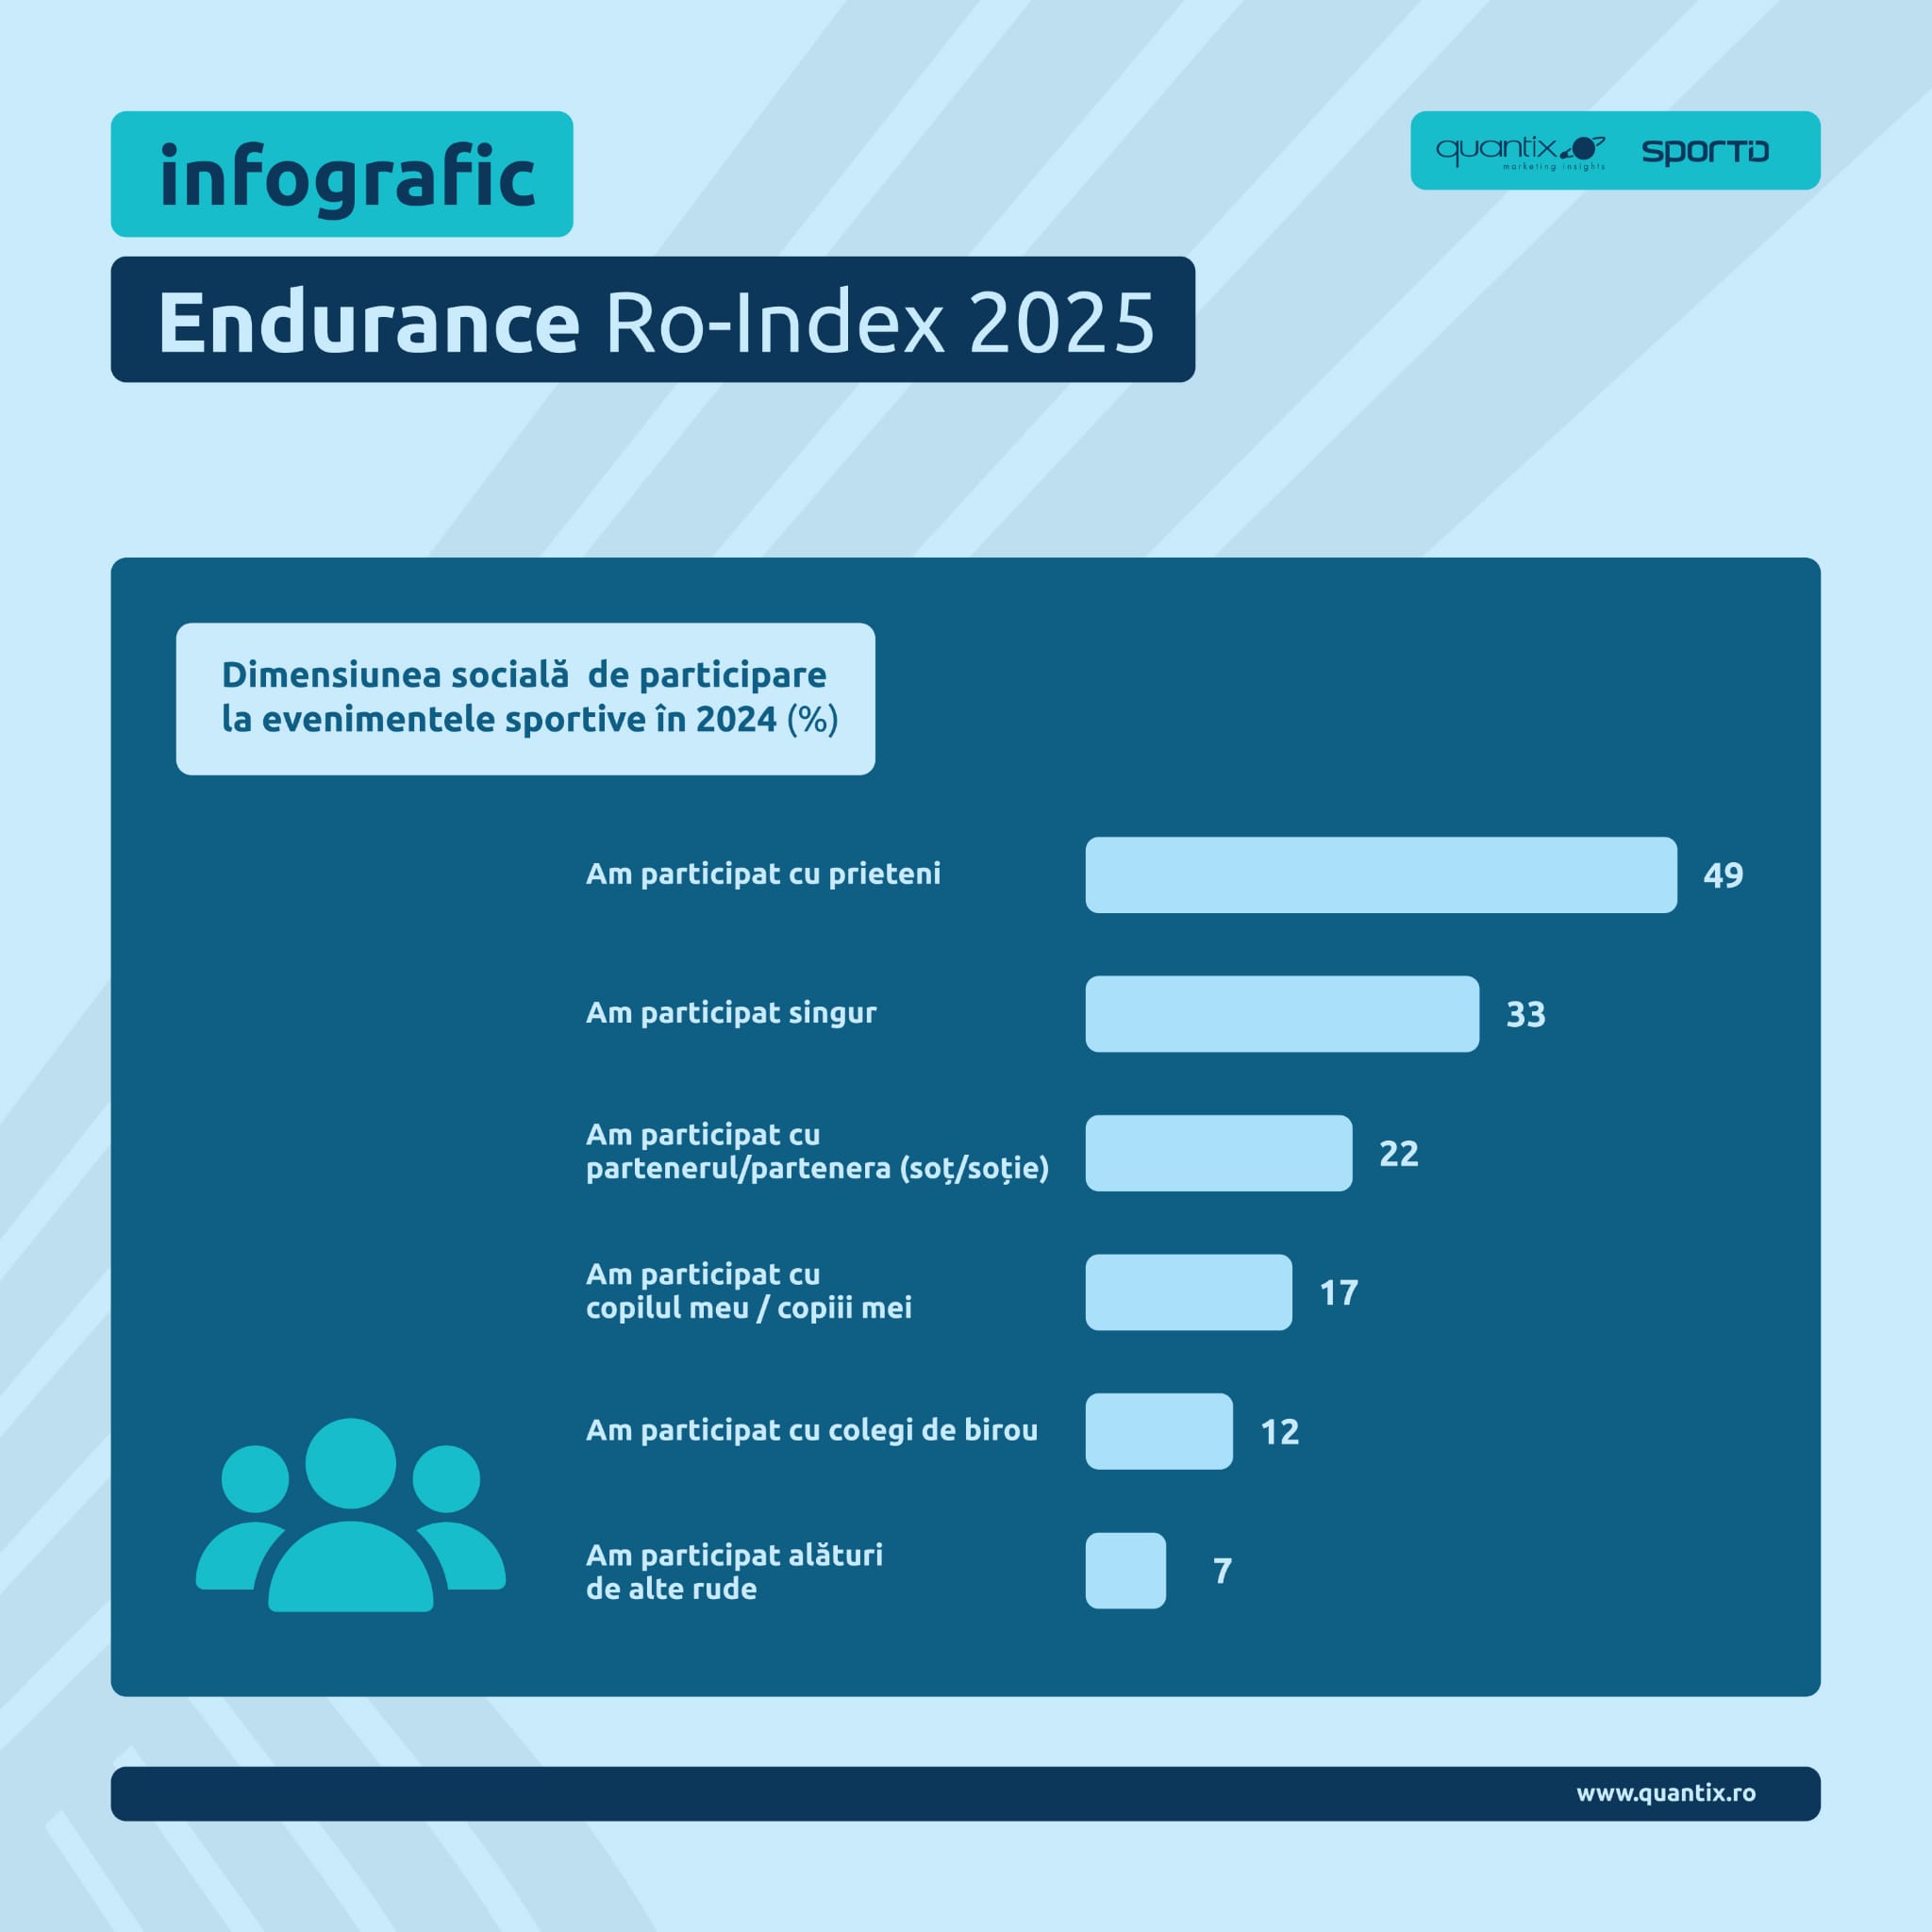 infografic
quantix
marketing insights
SPORTD
Endurance Ro-Index 2025
Dimensiunea socială de participare
la evenimentele sportive în 2024 (%)
Am participat cu prieteni
49
Am participat singur
33
Am participat cu
partenerul/partenera (soț/soție)
22
Am participat cu
copilul meu / copiii mei
17
Am participat cu colegi de birou
12
Am participat alături
de alte rude
7
www.quantix.ro